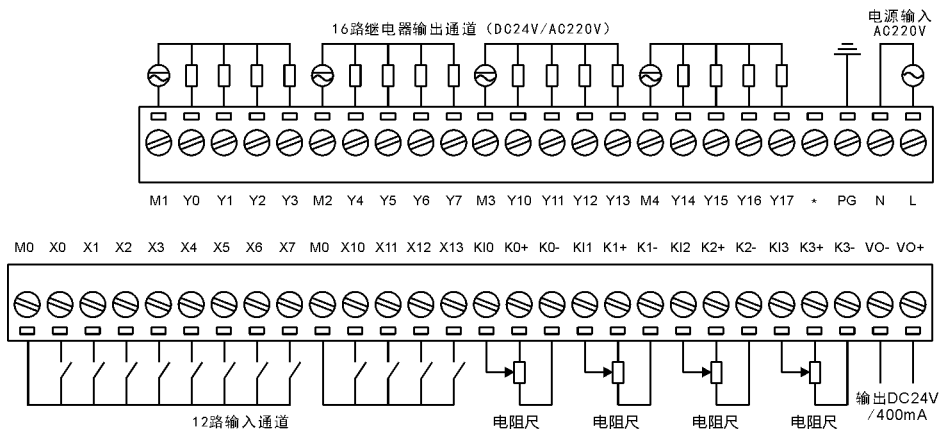 16路继电器输出通道（DC24V/AC220V）
电源输入
AC220V
M1 Y0 Y1 Y2 Y3 M2 Y4 Y5 Y6 Y7 M3 Y10 Y11 Y12 Y13 M4 Y14 Y15 Y16 Y17 * PG N L
M0 X0 X1 X2 X3 X4 X5 X6 X7 M0 X10 X11 X12 X13 KI0 K0+ K0- KI1 K1+ K1- KI2 K2+ K2- KI3 K3+ K3- VO- VO+
12路输入通道
电阻尺 电阻尺 电阻尺 电阻尺
输出DC24V
/400mA